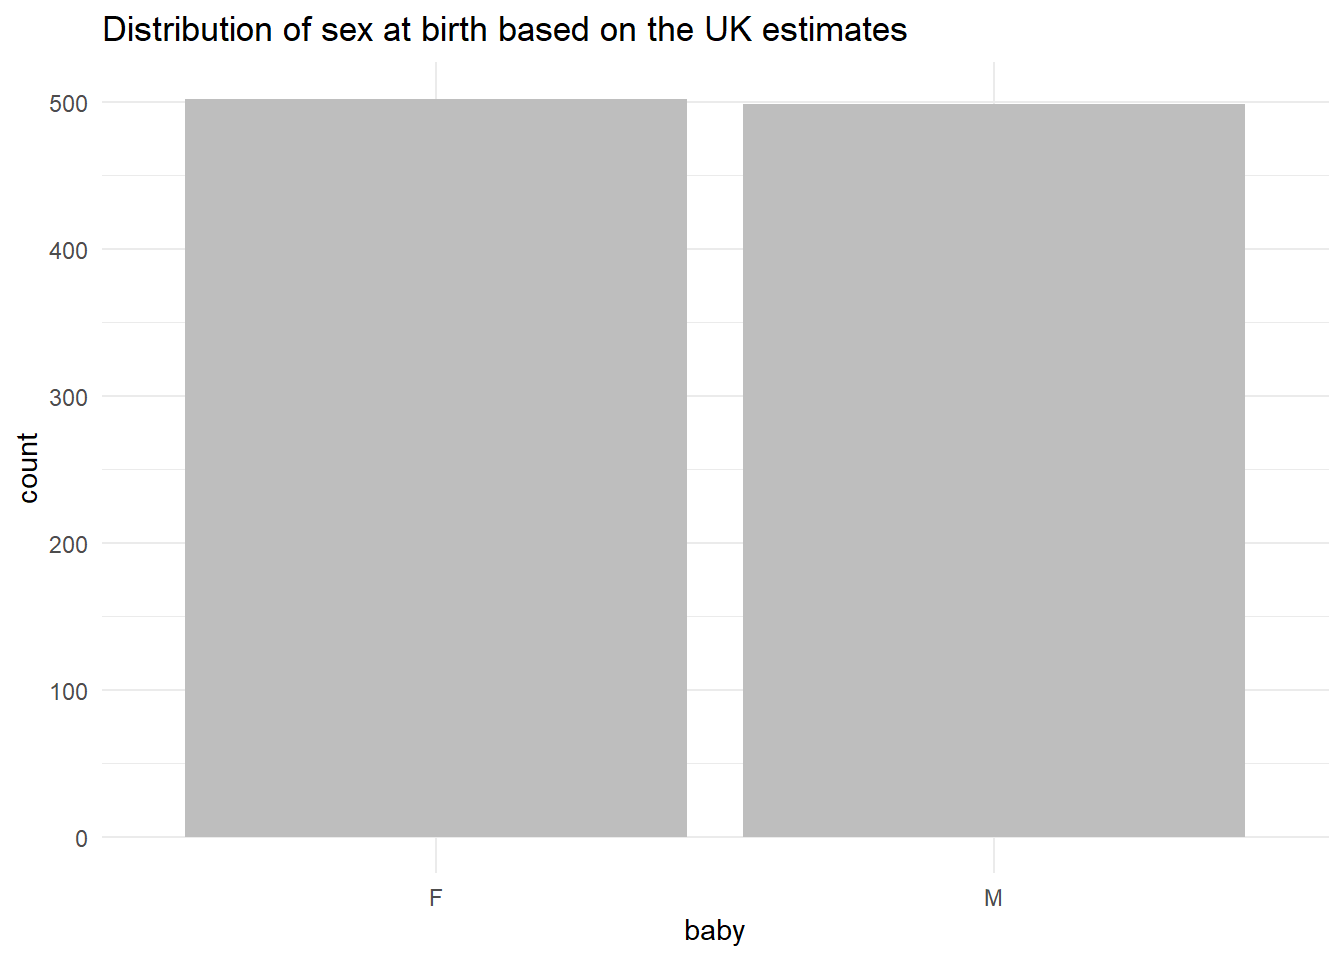 Distribution of sex at birth based on the UK estimates
500
400
300
200
100
0
count
F
M
baby